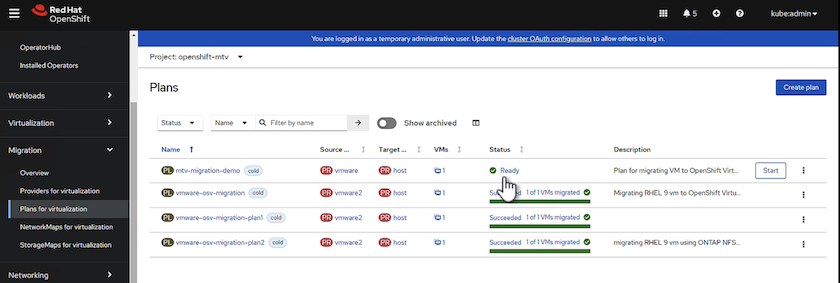 Red Hat
OpenShift
5
kube:admin
You are logged in as a temporary administrative user. Update the cluster OAuth configuration to allow others to log in.
OperatorHub
Installed Operators
Workloads
Virtualization
Migration
Overview
Providers for virtualization
Plans for virtualization
NetworkMaps for virtualization
StorageMaps for virtualization
Networking
Project: openshift-mtv
Plans
Create plan
Status
Name
Filter by name
Show archived
Name Source ... Target ... VMs Status Description
PL mtv-migration-demo cold PR vmware PR host 1 Ready Plan for migrating VM to OpenShift Virt... Start
PL vmware-osv-migration cold PR vmware2 PR host 1 1 of 1 VMs migrated Migrating RHEL 9 vm to OpenShift Virtu...
PL vmware-osv-migration-plan1 cold PR vmware2 PR host 1 Succeeded 1 of 1 VMs migrated
PL vmware-osv-migration-plan2 cold PR vmware2 PR host 1 Succeeded 1 of 1 VMs migrated migrating RHEL 9 vm using ONTAP NFS...